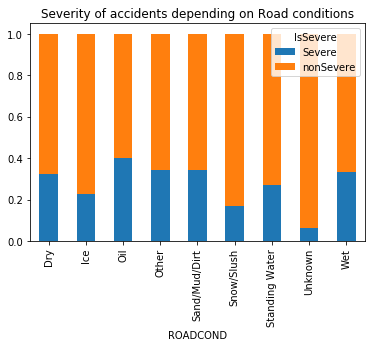 Severity of accidents depending on Road conditions
IsSevere
Severe
nonSevere
1.0
0.8
0.6
0.4
0.2
0.0
Dry
Ice
Oil
Other
Sand/Mud/Dirt
Snow/Slush
Standing Water
Unknown
Wet
ROADCOND